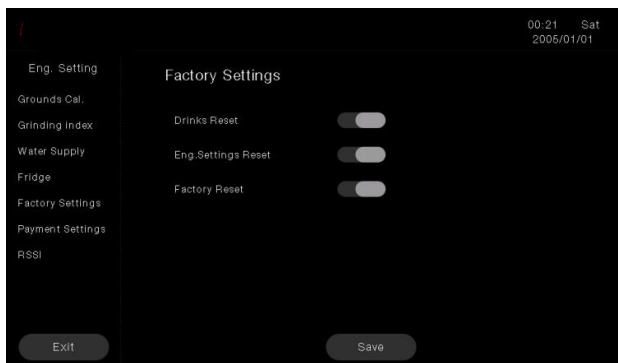 00:21 Sat
2005/01/01
Eng. Setting
Grounds Cal.
Grinding index
Water Supply
Fridge
Factory Settings
Payment Settings
RSSI
Exit
Factory Settings
Drinks Reset
Eng.Settings Reset
Factory Reset
Save